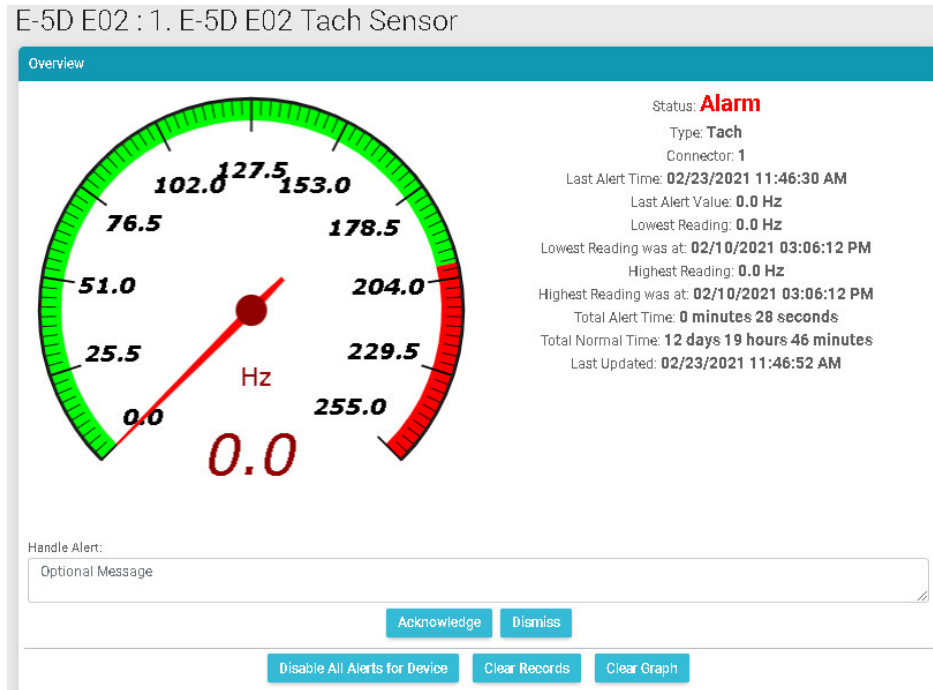 E-5D E02 : 1. E-5D E02 Tach Sensor
Overview
Status: Alarm
Type: Tach
Connector: 1
Last Alert Time: 02/23/2021 11:46:30 AM
Last Alert Value: 0.0 Hz
Lowest Reading: 0.0 Hz
Lowest Reading was at: 02/10/2021 03:06:12 PM
Highest Reading: 0.0 Hz
Highest Reading was at: 02/10/2021 03:06:12 PM
Total Alert Time: 0 minutes 28 seconds
Total Normal Time: 12 days 19 hours 46 minutes
Last Updated: 02/23/2021 11:46:52 AM
0.0
25.5
51.0
76.5
102.0
127.5
153.0
178.5
204.0
229.5
255.0
Hz
0.0
Handle Alert:
Optional Message
Acknowledge Dismiss
Disable All Alerts for Device Clear Records Clear Graph